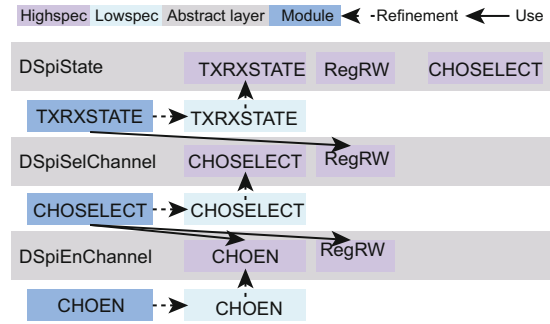 Highspec Lowspec Abstract layer Module Refinement Use
DSpiState TXRXSTATE RegRW CHOSELECT
TXRXSTATE TXRXSTATE
DSpiSelChannel CHOSELECT RegRW
CHOSELECT CHOSELECT
DSpiEnChannel CHOEN RegRW
CHOEN CHOEN